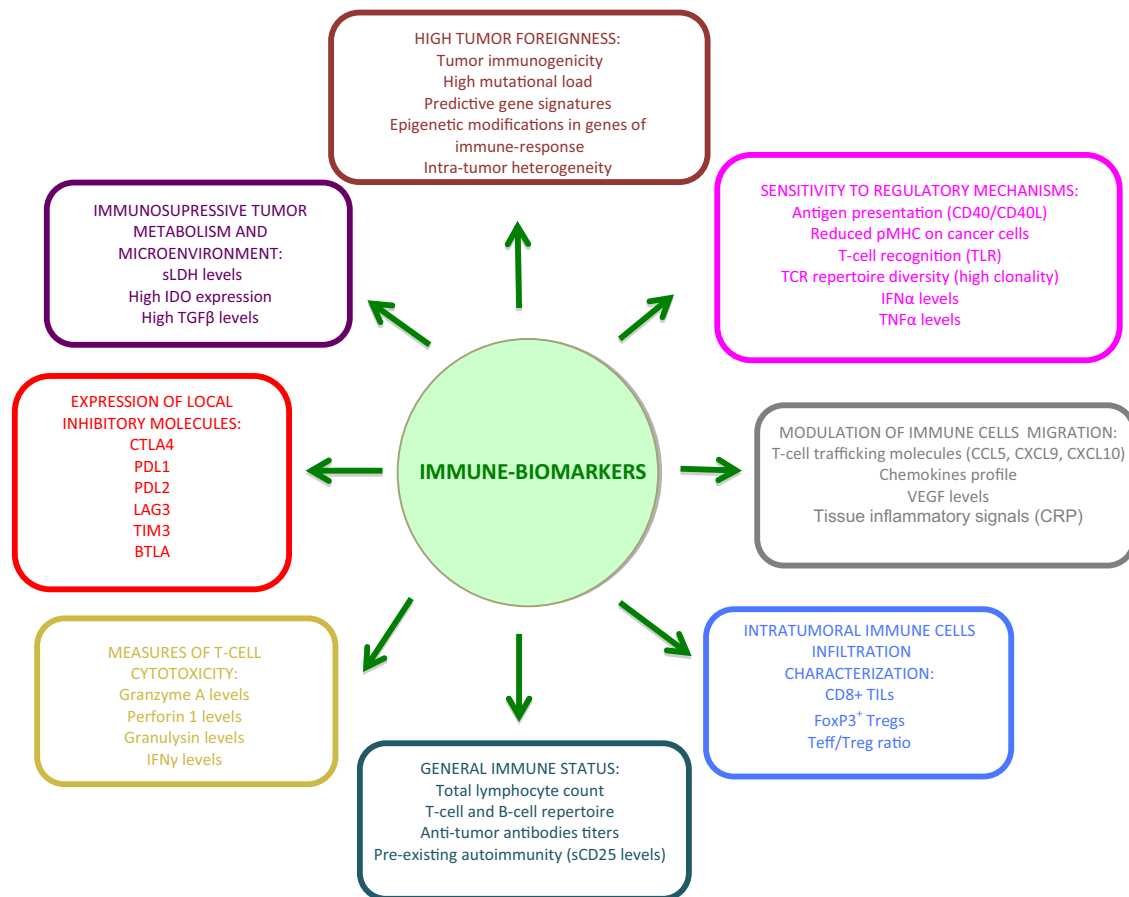 HIGH TUMOR FOREIGNNESS:
Tumor immunogenicity
High mutational load
Predictive gene signatures
Epigenetic modifications in genes of
immune-response
Intra-tumor heterogeneity
SENSITIVITY TO REGULATORY MECHANISMS:
Antigen presentation (CD40/CD40L)
Reduced pMHC on cancer cells
T-cell recognition (TLR)
TCR repertoire diversity (high clonality)
IFNα levels
TNFα levels
IMMUNOSUPRESSIVE TUMOR
METABOLISM AND
MICROENVIRONMENT:
sLDH levels
High IDO expression
High TGFβ levels
EXPRESSION OF LOCAL
INHIBITORY MOLECULES:
CTLA4
PDL1
PDL2
LAG3
TIM3
BTLA
IMMUNE-BIOMARKERS
MODULATION OF IMMUNE CELLS MIGRATION:
T-cell trafficking molecules (CCL5, CXCL9, CXCL10)
Chemokines profile
VEGF levels
Tissue inflammatory signals (CRP)
MEASURES OF T-CELL
CYTOTOXICITY:
Granzyme A levels
Perforin 1 levels
Granulysin levels
IFNγ levels
INTRATUMORAL IMMUNE CELLS
INFILTRATION
CHARACTERIZATION:
CD8+ TILs
FoxP3⁺ Tregs
Teff/Treg ratio
GENERAL IMMUNE STATUS:
Total lymphocyte count
T-cell and B-cell repertoire
Anti-tumor antibodies titers
Pre-existing autoimmunity (sCD25 levels)